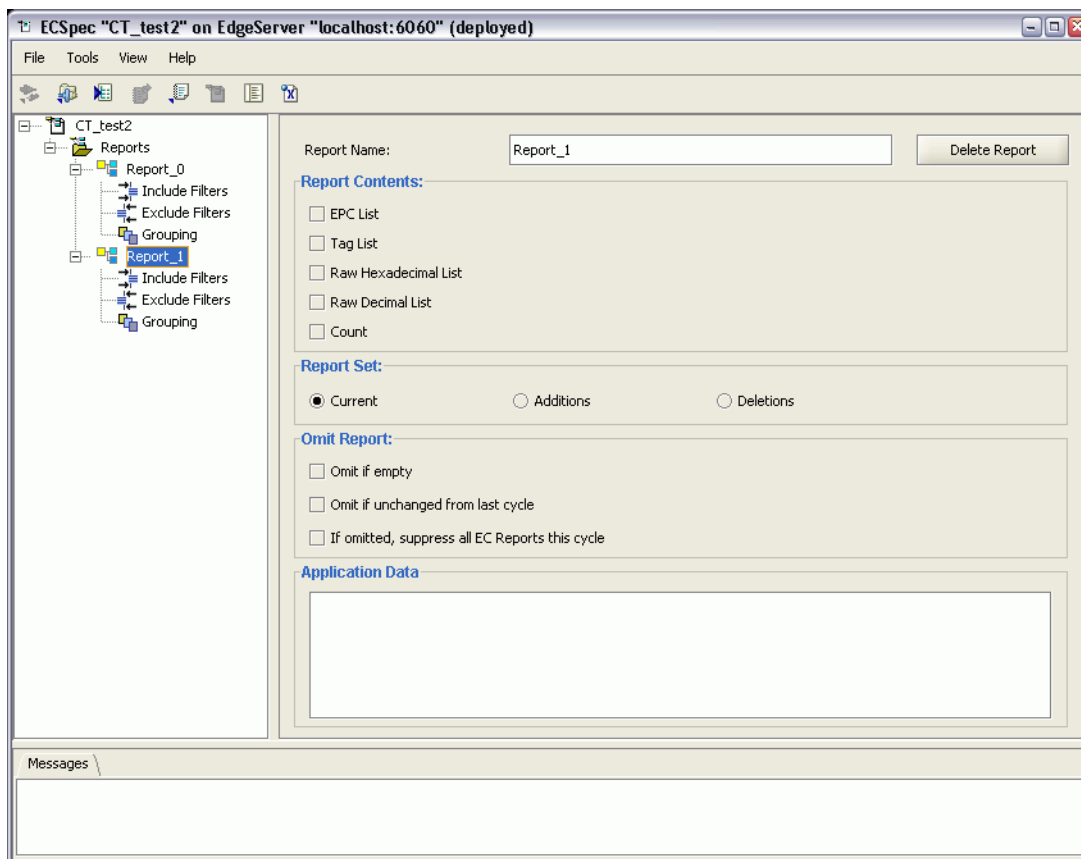 ECSpec "CT_test2" on EdgeServer "localhost:6060" (deployed)
File Tools View Help
CT_test2
Reports
Report_0
Include Filters
Exclude Filters
Grouping
Report_1
Include Filters
Exclude Filters
Grouping
Report Name: Report_1 Delete Report
Report Contents:
EPC List
Tag List
Raw Hexadecimal List
Raw Decimal List
Count
Report Set:
Current Additions Deletions
Omit Report:
Omit if empty
Omit if unchanged from last cycle
If omitted, suppress all EC Reports this cycle
Application Data
Messages